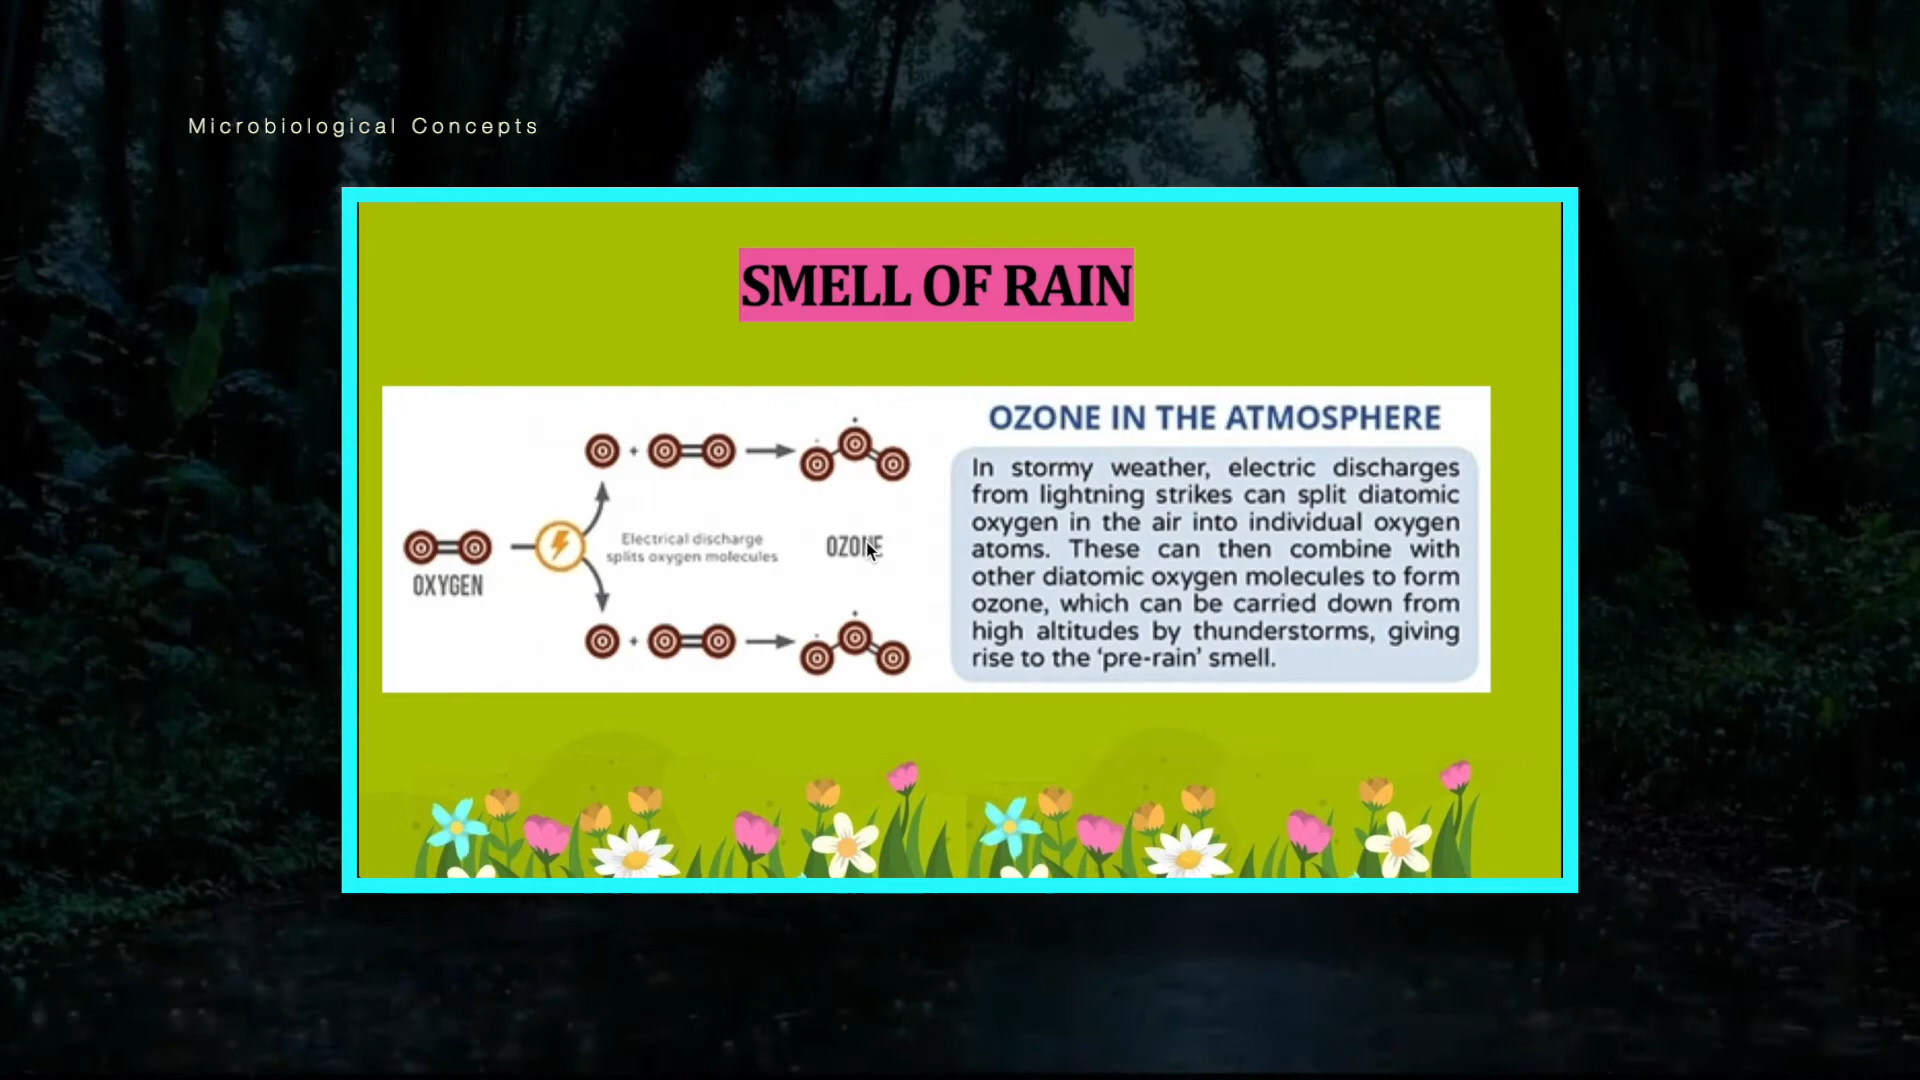 Microbiological Concepts
SMELL OF RAIN
OXYGEN
Electrical discharge
splits oxygen molecules
OZONE
OZONE IN THE ATMOSPHERE
In stormy weather, electric discharges
from lightning strikes can split diatomic
oxygen in the air into individual oxygen
atoms. These can then combine with
other diatomic oxygen molecules to form
ozone, which can be carried down from
high altitudes by thunderstorms, giving
rise to the ‘pre-rain’ smell.